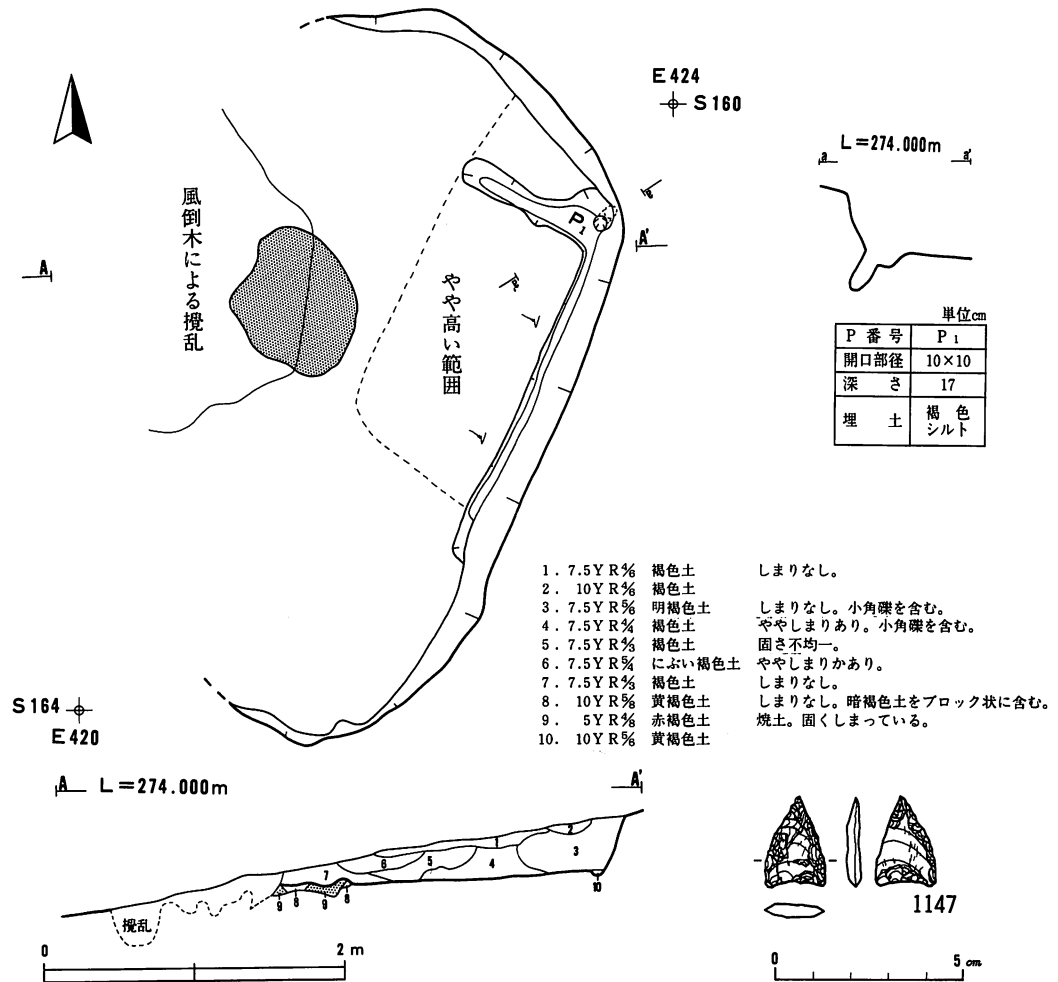 E424
S160
L=274.000m
a a'
風倒木による攪乱
P1
a
A A'
やや高い範囲
a'
単位cm
P番号 P1
開口部径 10×10
深さ 17
埋土 褐色シルト
1. 7.5YR4/6 褐色土 しまりなし。
2. 10YR4/6 褐色土
3. 7.5YR5/6 明褐色土 しまりなし。小角礫を含む。
4. 7.5YR4/4 褐色土 ややしまりあり。小角礫を含む。
5. 7.5YR4/3 褐色土 固さ不均一。
6. 7.5YR5/4 にぶい褐色土 ややしまりかあり。
7. 7.5YR4/3 褐色土 しまりなし。
8. 10YR5/6 黄褐色土 しまりなし。暗褐色土をブロック状に含む。
9. 5YR4/8 赤褐色土 焼土。固くしまっている。
10. 10YR5/6 黄褐色土
S164
E420
A L=274.000m A'
1 2 3 4 5 6 7
9 8 9 8 10
攪乱
0 2m
1147
0 5cm